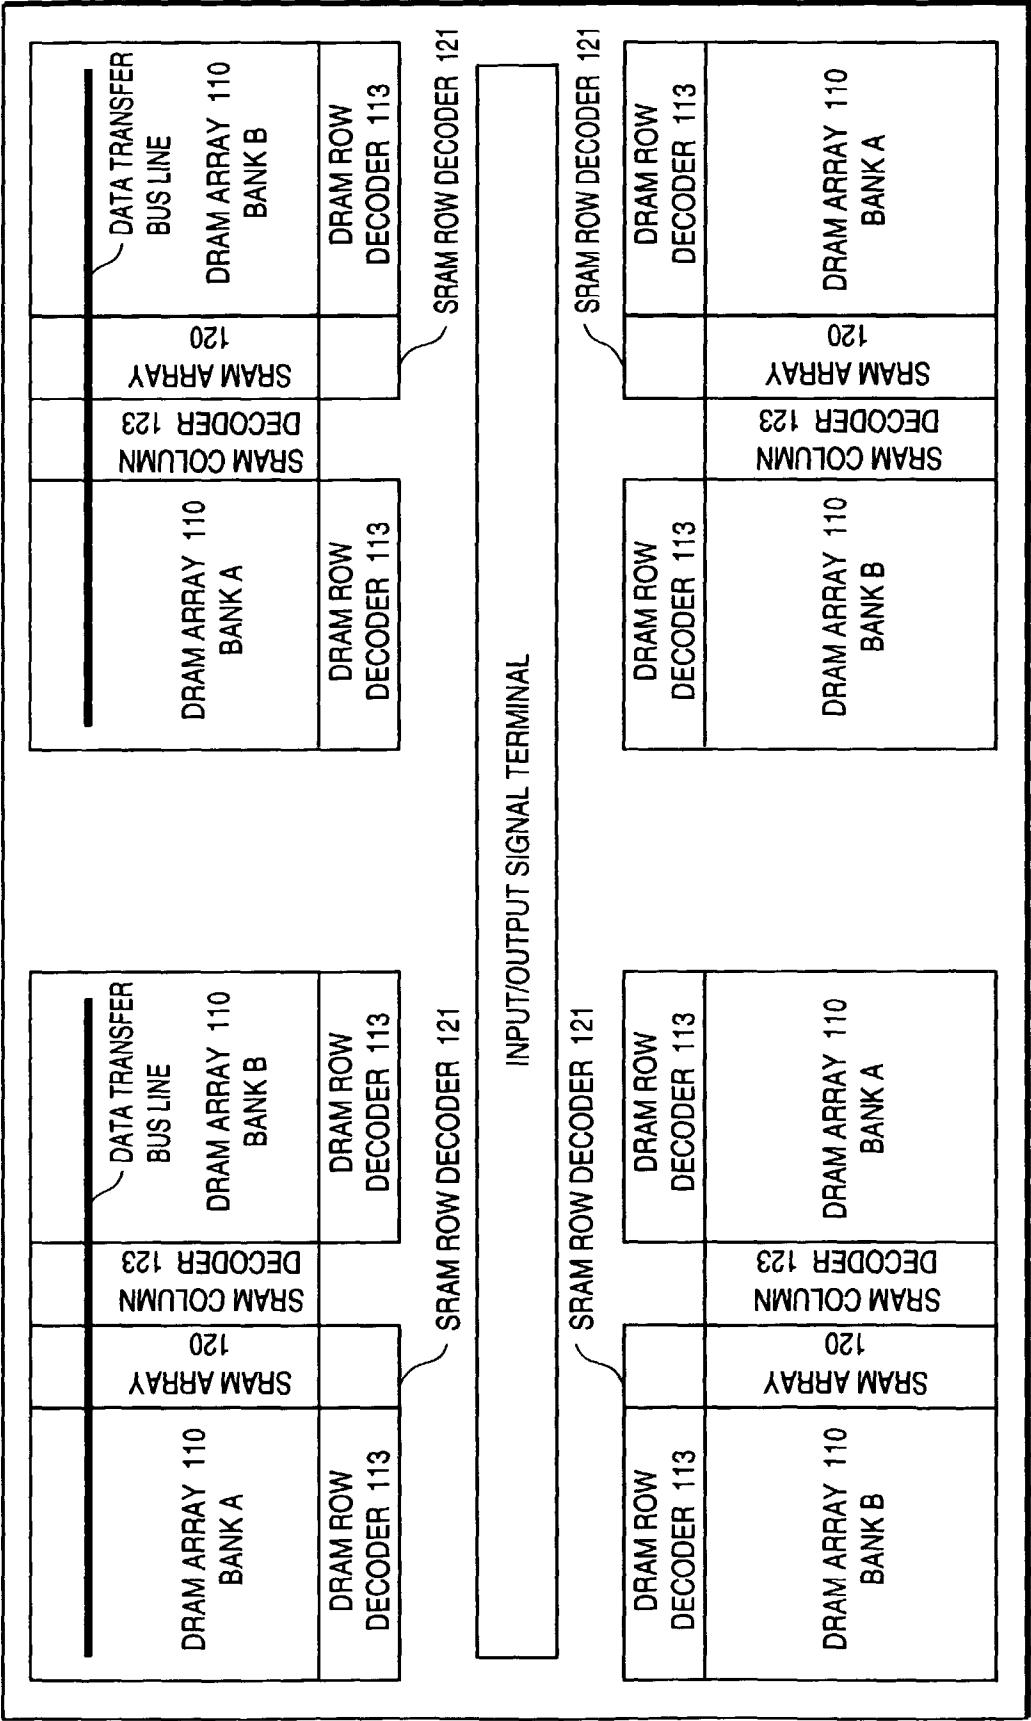 DATA TRANSFER
BUS LINE
DRAM ARRAY 110
BANK A
SRAM ARRAY
120
SRAM COLUMN
DECODER 123
DRAM ARRAY 110
BANK B
DRAM ROW
DECODER 113
DRAM ROW
DECODER 113
SRAM ROW DECODER 121
DATA TRANSFER
BUS LINE
DRAM ARRAY 110
BANK A
SRAM COLUMN
DECODER 123
SRAM ARRAY
120
DRAM ARRAY 110
BANK B
DRAM ROW
DECODER 113
DRAM ROW
DECODER 113
SRAM ROW DECODER 121
INPUT/OUTPUT SIGNAL TERMINAL
SRAM ROW DECODER 121
DRAM ROW
DECODER 113
DRAM ROW
DECODER 113
DRAM ARRAY 110
BANK B
SRAM ARRAY
120
SRAM COLUMN
DECODER 123
DRAM ARRAY 110
BANK A
SRAM ROW DECODER 121
DRAM ROW
DECODER 113
DRAM ROW
DECODER 113
DRAM ARRAY 110
BANK B
SRAM COLUMN
DECODER 123
SRAM ARRAY
120
DRAM ARRAY 110
BANK A